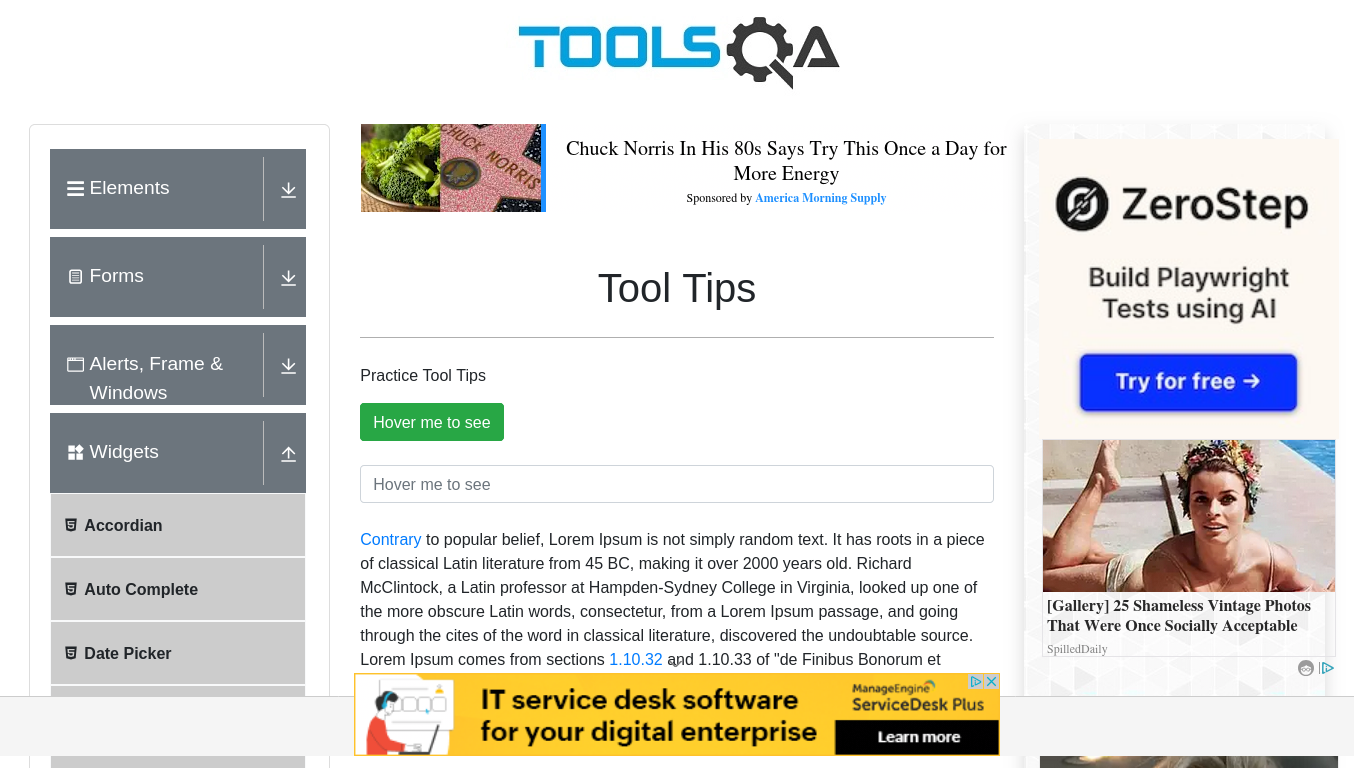 TOOLSQA
Elements
Forms
Alerts, Frame &
Windows
Widgets
Accordian
Auto Complete
Date Picker
CHUCK NORRIS
Chuck Norris In His 80s Says Try This Once a Day for
More Energy
Sponsored by America Morning Supply
Tool Tips
Practice Tool Tips
Hover me to see
Hover me to see
Contrary to popular belief, Lorem Ipsum is not simply random text. It has roots in a piece
of classical Latin literature from 45 BC, making it over 2000 years old. Richard
McClintock, a Latin professor at Hampden-Sydney College in Virginia, looked up one of
the more obscure Latin words, consectetur, from a Lorem Ipsum passage, and going
through the cites of the word in classical literature, discovered the undoubtable source.
Lorem Ipsum comes from sections 1.10.32 and 1.10.33 of "de Finibus Bonorum et
ZeroStep
Build Playwright
Tests using AI
Try for free →
[Gallery] 25 Shameless Vintage Photos
That Were Once Socially Acceptable
SpilledDaily
IT service desk software
for your digital enterprise
ManageEngine
ServiceDesk Plus
Learn more